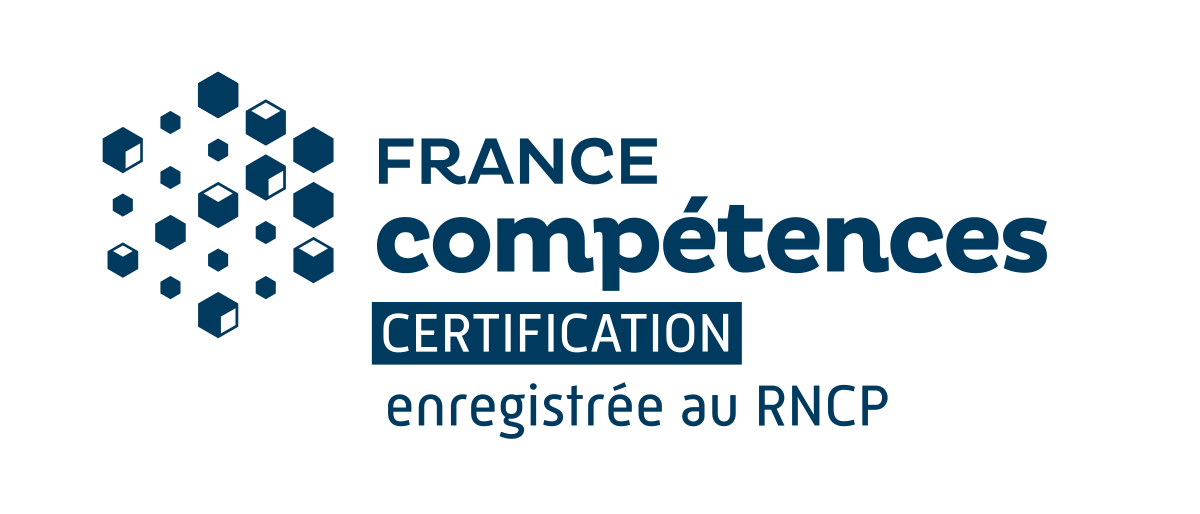 FRANCE
compétences
CERTIFICATION
enregistrée au RNCP